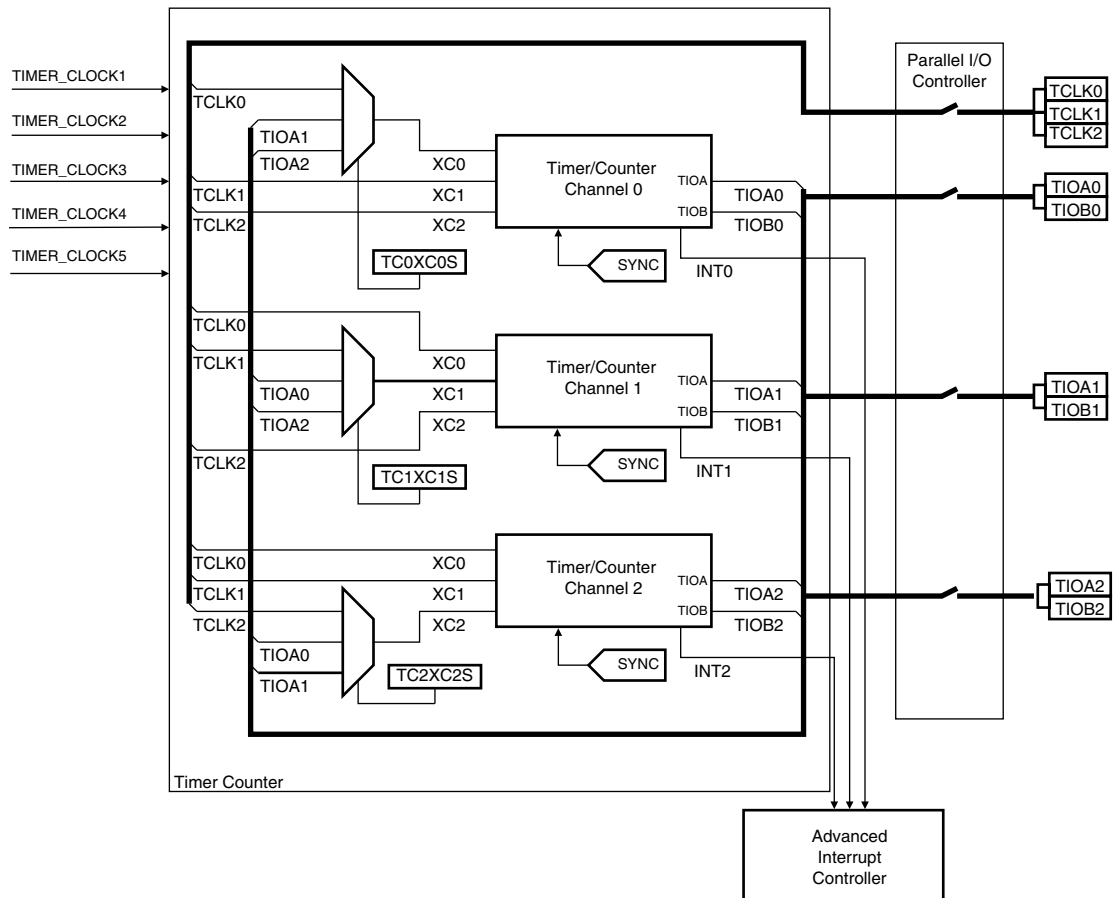 TIMER_CLOCK1
TIMER_CLOCK2
TIMER_CLOCK3
TIMER_CLOCK4
TIMER_CLOCK5
TCLK0
TIOA1
TIOA2
TCLK1
TCLK2
XC0
XC1
XC2
TC0XC0S
Timer/Counter
Channel 0
TIOA
TIOB
SYNC
TIOA0
TIOB0
INT0
TCLK0
TCLK1
TIOA0
TIOA2
TCLK2
XC0
XC1
XC2
TC1XC1S
Timer/Counter
Channel 1
TIOA
TIOB
SYNC
TIOA1
TIOB1
INT1
TCLK0
TCLK1
TCLK2
TIOA0
TIOA1
XC0
XC1
XC2
TC2XC2S
Timer/Counter
Channel 2
TIOA
TIOB
SYNC
TIOA2
TIOB2
INT2
Timer Counter
Parallel I/O
Controller
TCLK0
TCLK1
TCLK2
TIOA0
TIOB0
TIOA1
TIOB1
TIOA2
TIOB2
Advanced
Interrupt
Controller